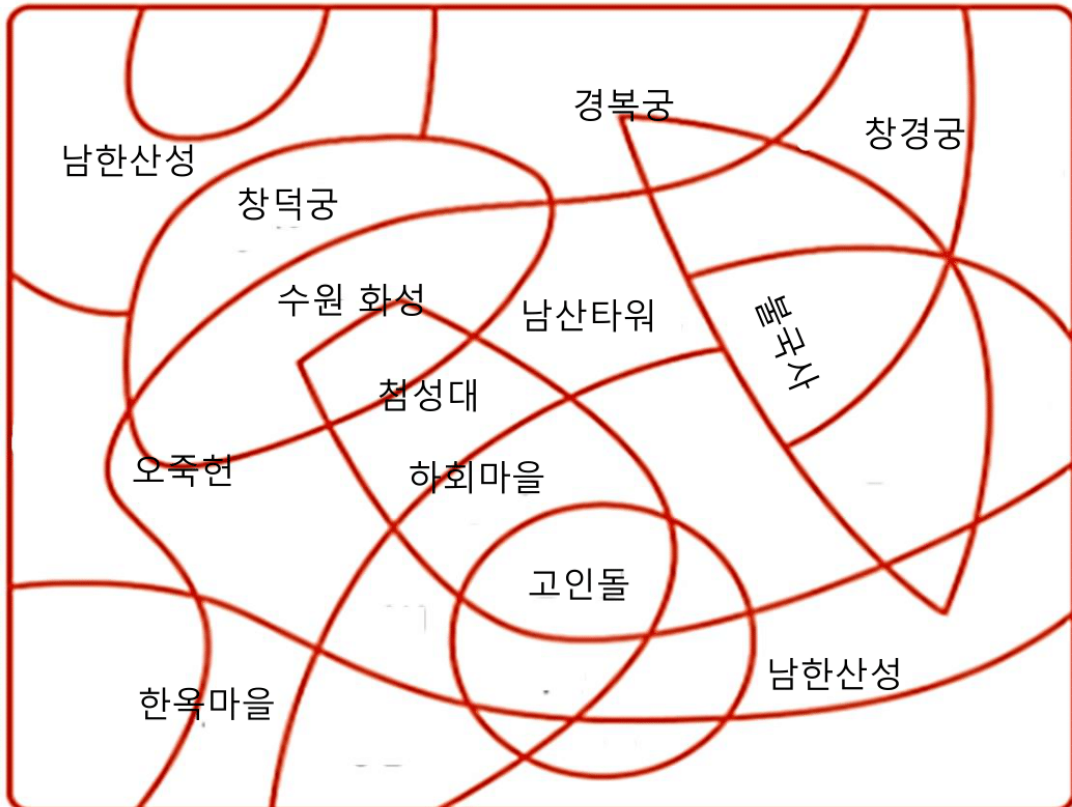 경복궁
창경궁
남한산성
창덕궁
수원 화성
남산타워
불국사
첨성대
오죽헌
하회마을
고인돌
남한산성
한옥마을